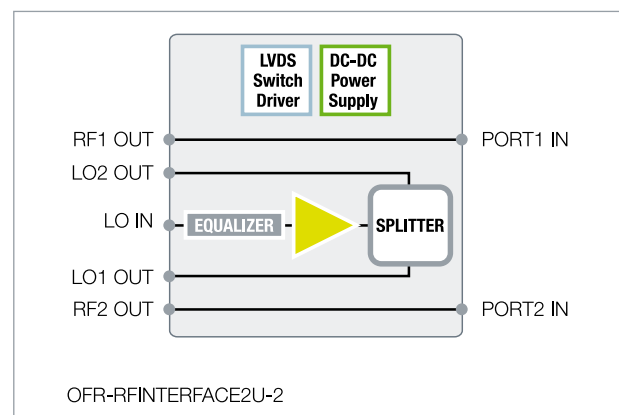 LVDS
Switch
Driver
DC-DC
Power
Supply
RF1 OUT
PORT1 IN
LO2 OUT
LO IN
EQUALIZER
SPLITTER
LO1 OUT
RF2 OUT
PORT2 IN
OFR-RFINTERFACE2U-2